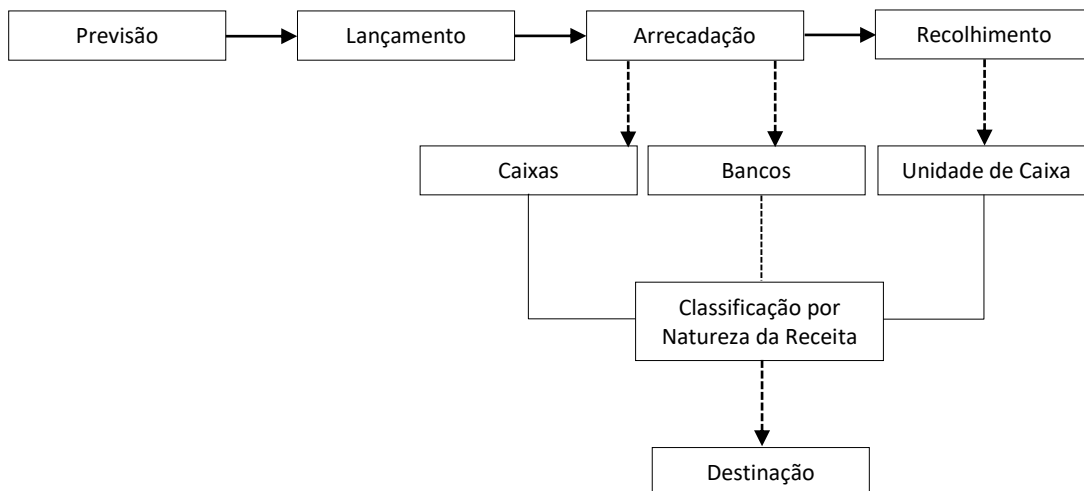 Previsão
Lançamento
Arrecadação
Recolhimento
Caixas
Bancos
Unidade de Caixa
Classificação por
Natureza da Receita
Destinação